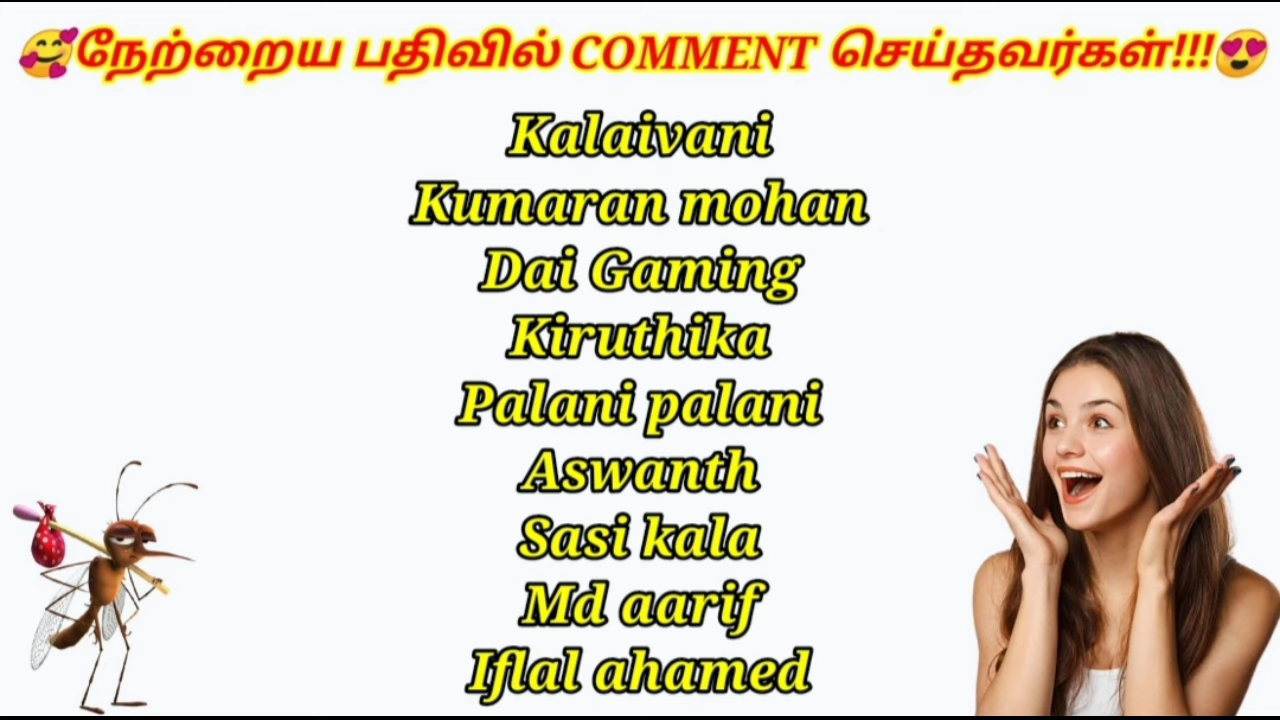 🥰நேற்றைய பதிவில் COMMENT செய்தவர்கள்!!!😍
Kalaivani
Kumaran mohan
Dai Gaming
Kiruthika
Palani palani
Aswanth
Sasi kala
Md aarif
Iflal ahamed